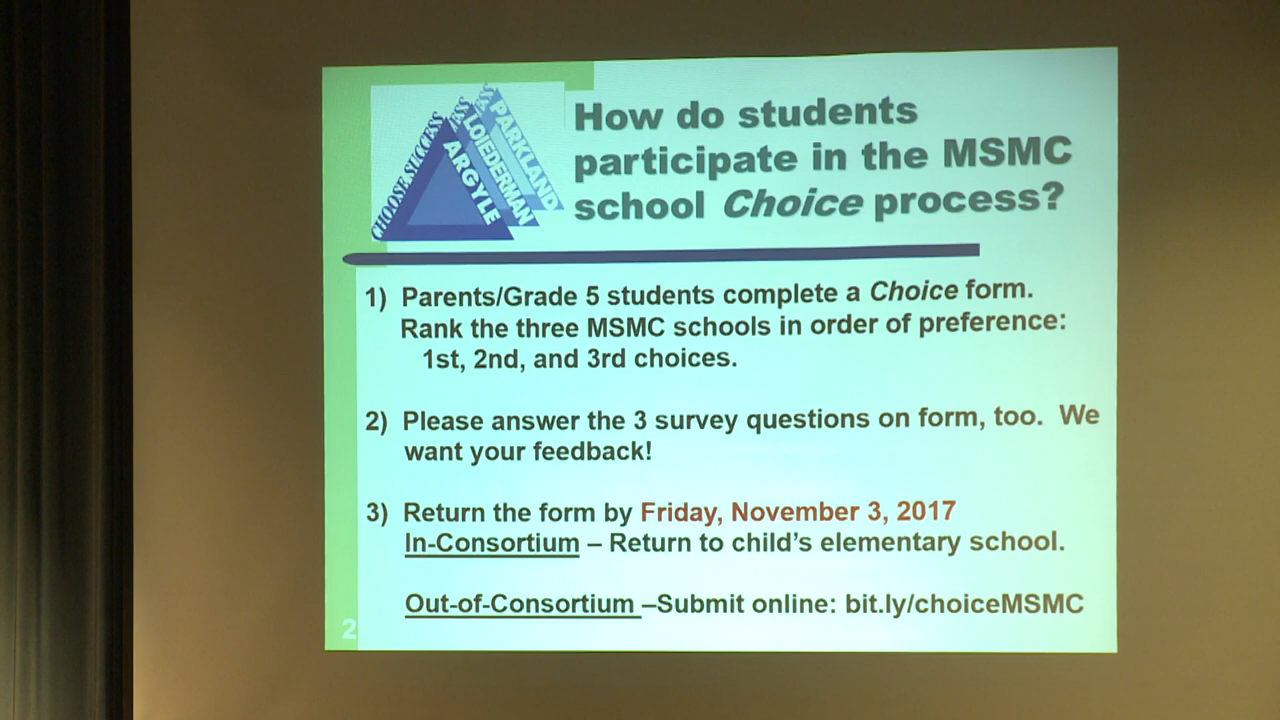 CHOOSE SUCCESS
ARGYLE
LOIEDERMAN
PARKLAND
How do students
participate in the MSMC
school Choice process?
1) Parents/Grade 5 students complete a Choice form.
Rank the three MSMC schools in order of preference:
1st, 2nd, and 3rd choices.
2) Please answer the 3 survey questions on form, too. We
want your feedback!
3) Return the form by Friday, November 3, 2017
In-Consortium – Return to child's elementary school.
Out-of-Consortium –Submit online: bit.ly/choiceMSMC
2